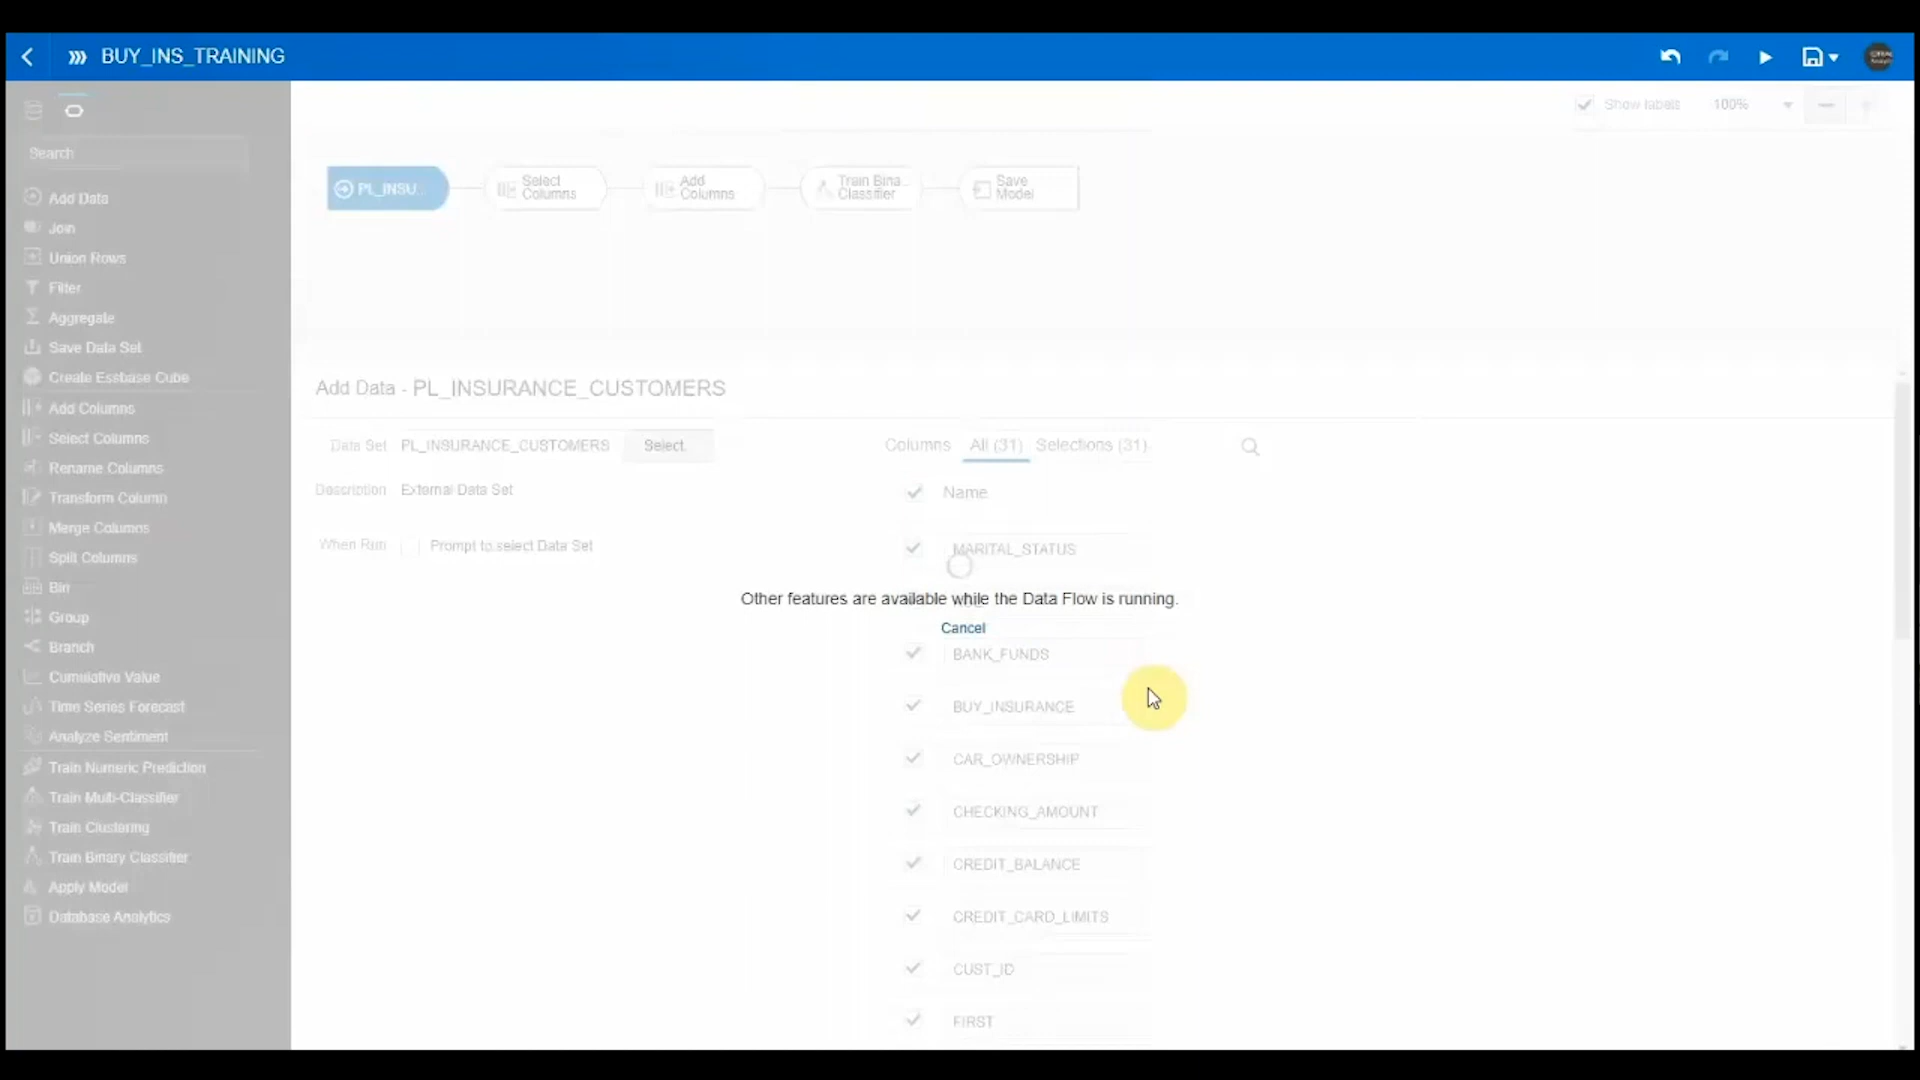 BUY_INS_TRAINING
Show labels 100%
Search
PL_INSU...
Select
Columns
Add
Columns
Train Bina...
Classifier
Save
Model
Add Data
Join
Union Rows
Filter
Aggregate
Save Data Set
Create Essbase Cube
Add Columns
Select Columns
Rename Columns
Transform Column
Merge Columns
Split Columns
Bin
Group
Branch
Cumulative Value
Time Series Forecast
Analyze Sentiment
Train Numeric Prediction
Train Multi-Classifier
Train Clustering
Train Binary Classifier
Apply Model
Database Analytics
Add Data - PL_INSURANCE_CUSTOMERS
Data Set PL_INSURANCE_CUSTOMERS Select
Description External Data Set
When Run Prompt to select Data Set
Columns All (31) Selections (31)
Name
MARITAL_STATUS
Other features are available while the Data Flow is running.
Cancel
BANK_FUNDS
BUY_INSURANCE
CAR_OWNERSHIP
CHECKING_AMOUNT
CREDIT_BALANCE
CREDIT_CARD_LIMITS
CUST_ID
FIRST